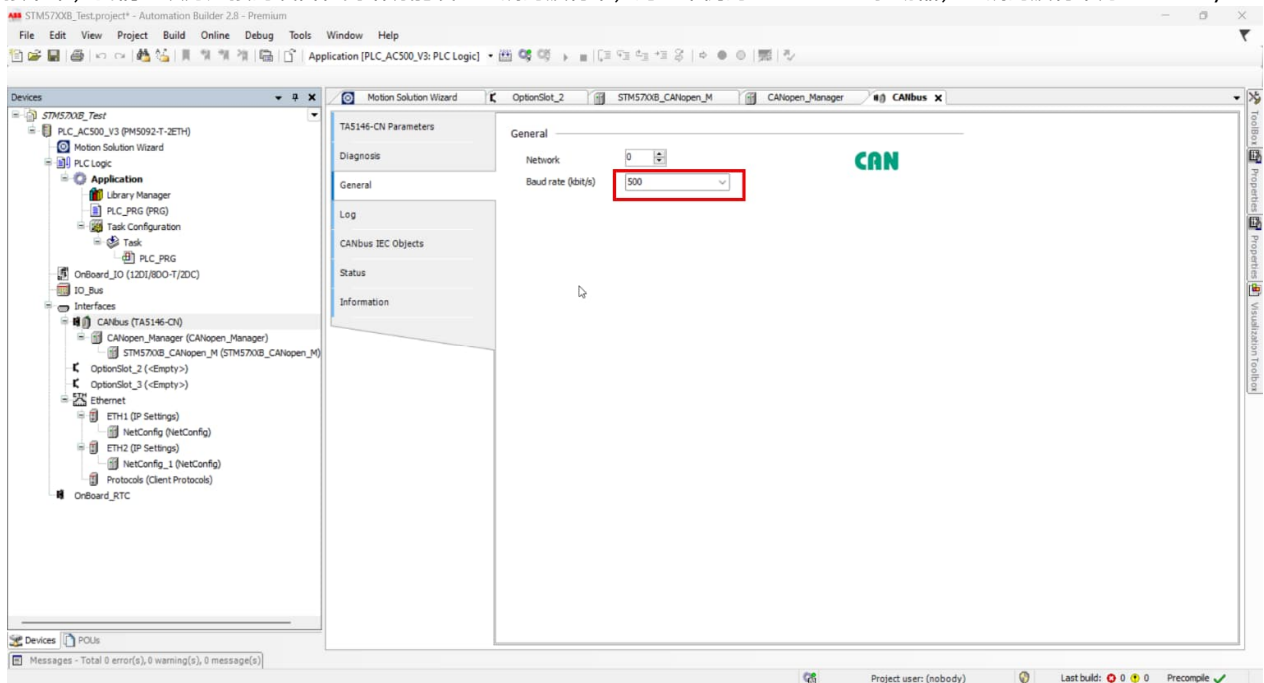 STM57XXB_Test.project* - Automation Builder 2.8 - Premium
File Edit View Project Build Online Debug Tools Window Help
Application [PLC_AC500_V3: PLC Logic]
Devices
STM57XXB_Test
PLC_AC500_V3 (PM5092-T-2ETH)
Motion Solution Wizard
PLC Logic
Application
Library Manager
PLC_PRG (PRG)
Task Configuration
Task
PLC_PRG
OnBoard_IO (12DI/8DO-T/2DC)
IO_Bus
Interfaces
CANbus (TA5146-CN)
CANopen_Manager (CANopen_Manager)
STM57XXB_CANopen_M (STM57XXB_CANopen_M)
OptionSlot_2 (<Empty>)
OptionSlot_3 (<Empty>)
Ethernet
ETH1 (IP Settings)
NetConfig (NetConfig)
ETH2 (IP Settings)
NetConfig_1 (NetConfig)
Protocols (Client Protocols)
OnBoard_RTC
Devices POUs
Motion Solution Wizard OptionSlot_2 STM57XXB_CANopen_M CANopen_Manager CANbus
TA5146-CN Parameters
Diagnosis
General
Log
CANbus IEC Objects
Status
Information
General
Network 0
Baud rate (kbit/s) 500
CAN
ToolBox
Properties
Properties
Visualization Toolbox
Messages - Total 0 error(s), 0 warning(s), 0 message(s)
Project user: (nobody) Last build: 0 0 Precompile